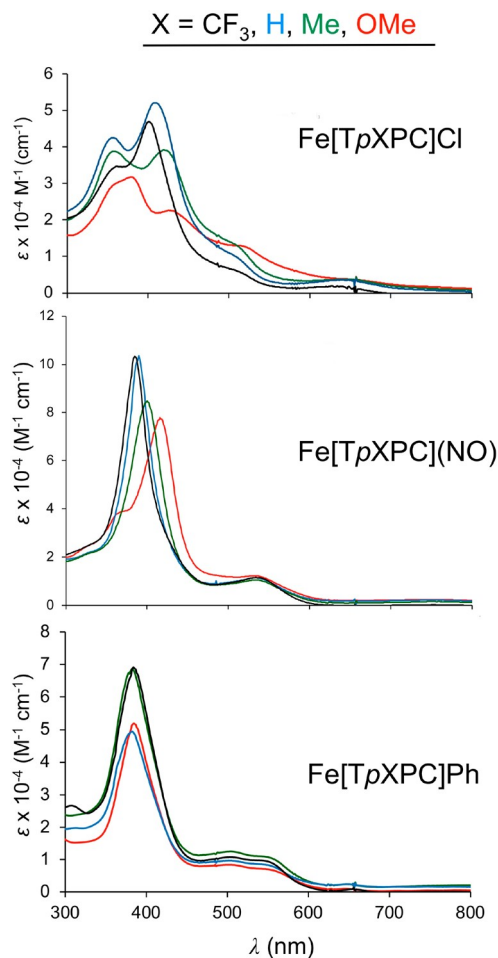 X = CF₃, H, Me, OMe
6
5
4
3
2
1
0
ε x 10⁻⁴ M⁻¹ (cm⁻¹)
Fe[TpXPC]Cl
12
10
8
6
4
2
0
ε x 10⁻⁴ (M⁻¹ cm⁻¹)
Fe[TpXPC](NO)
8
7
6
5
4
3
2
1
0
ε x 10⁻⁴ (M⁻¹ cm⁻¹)
Fe[TpXPC]Ph
300 400 500 600 700 800
λ (nm)